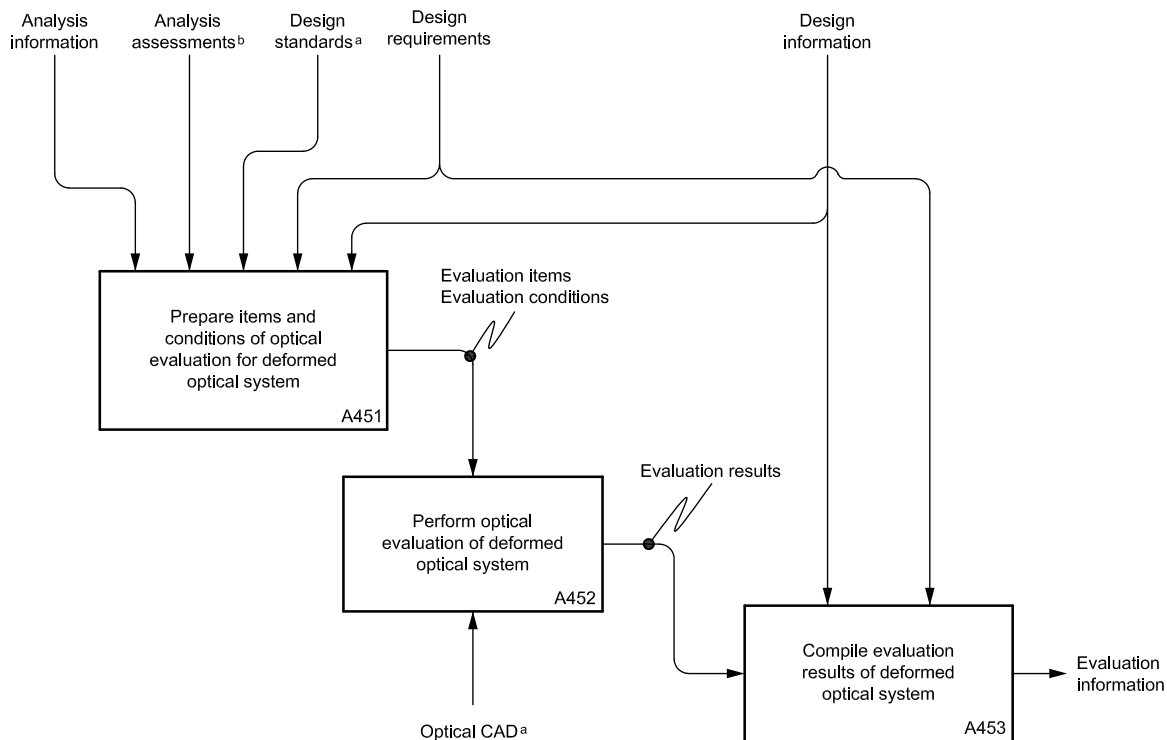 Analysis
information
Analysis
assessments b
Design
standards a
Design
requirements
Design
information
Prepare items and
conditions of optical
evaluation for deformed
optical system
A451
Evaluation items
Evaluation conditions
Perform optical
evaluation of deformed
optical system
A452
Evaluation results
Optical CAD a
Compile evaluation
results of deformed
optical system
A453
Evaluation
information